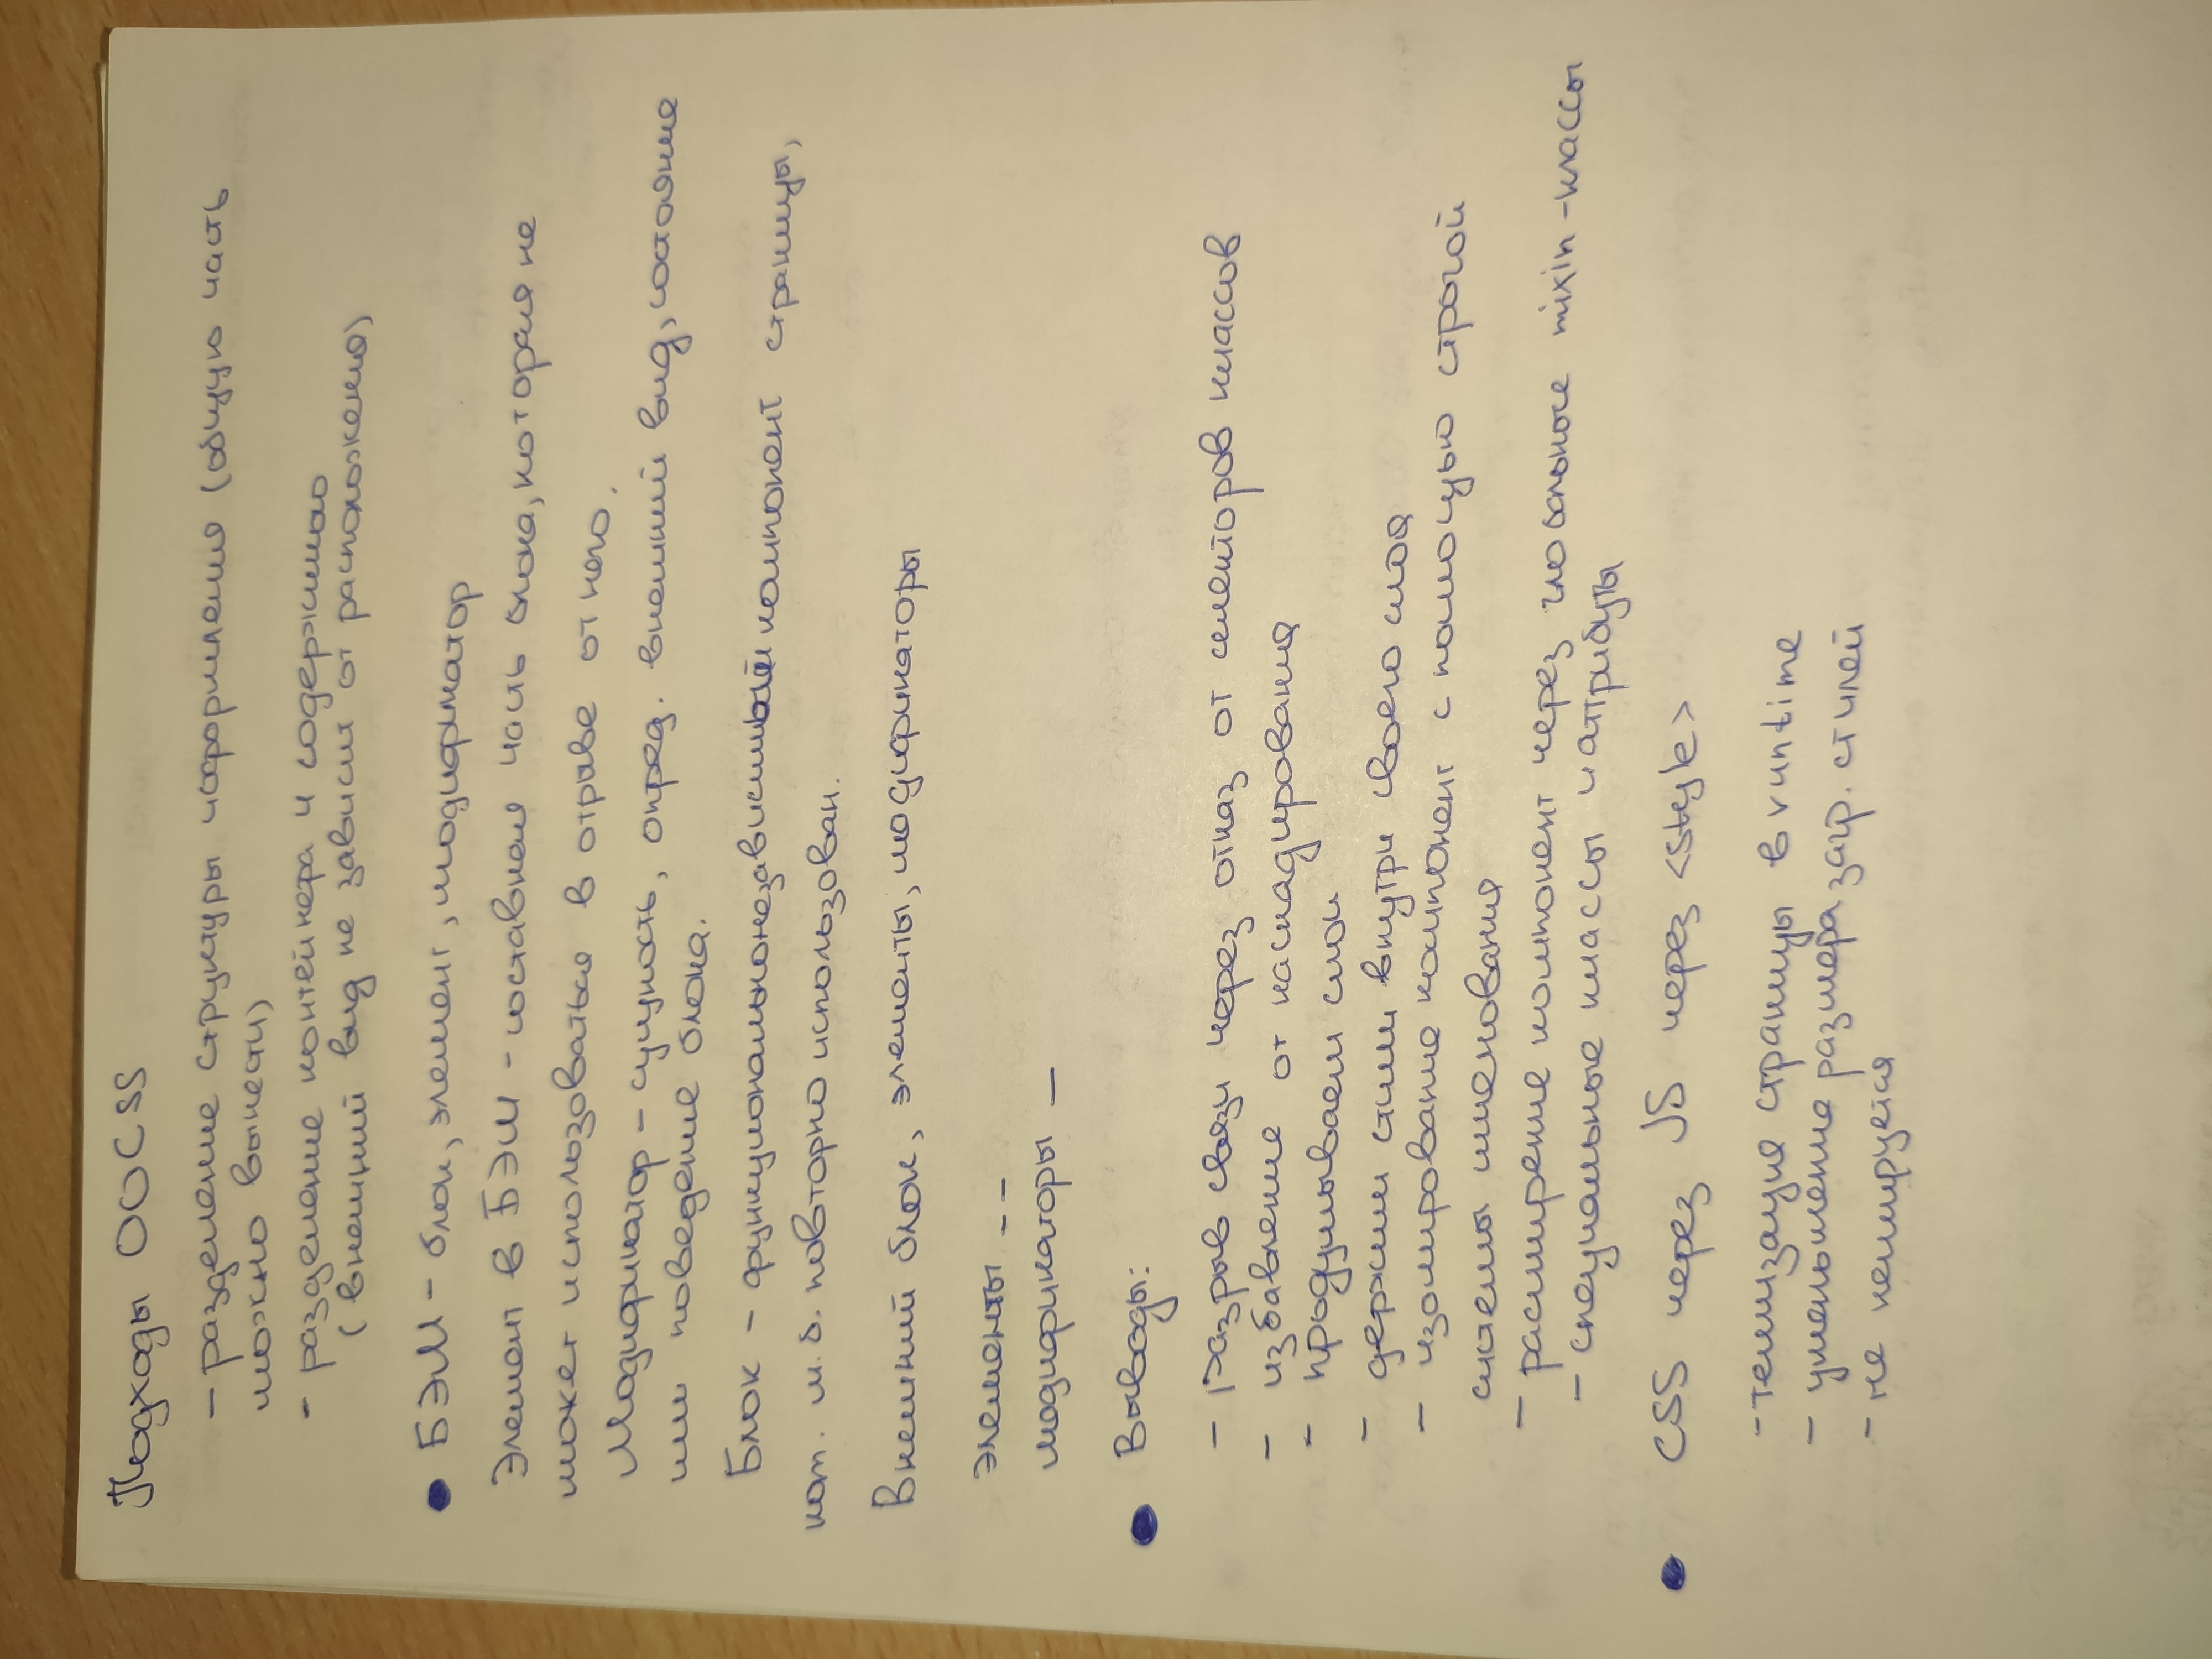 Подходы OOCSS
- разделение структуры и оформления (общую часть
можно вынести)
- разделение контейнера и содержимого
(внешний вид не зависит от расположения)
● БЭМ - блок, элемент, модификатор
Элемент в БЭМ - составная часть блока, которая не
может использоваться в отрыве от него.
Модификатор - сущность, опред. внешний вид, состояние
или поведение блока.
Блок - функционально независимый компонент страницы,
кот. м.б. повторно использован.
Внешний блок, элементы, модификаторы
элементы _ _
модификаторы _
● Выводы:
- разрыв связи через отказ от селекторов классов
- избавление от каскадирования
- продумываем слои
- держим стили внутри своего слоя
- изолирование компонент с помощью строгой
системы именования
- расширение компонент через глобальные mixin-классы
- специальные классы и аттрибуты
● CSS через JS через <style>
- темизация страницы в runtime
- уменьшение размера загр. стилей
- не кешируется